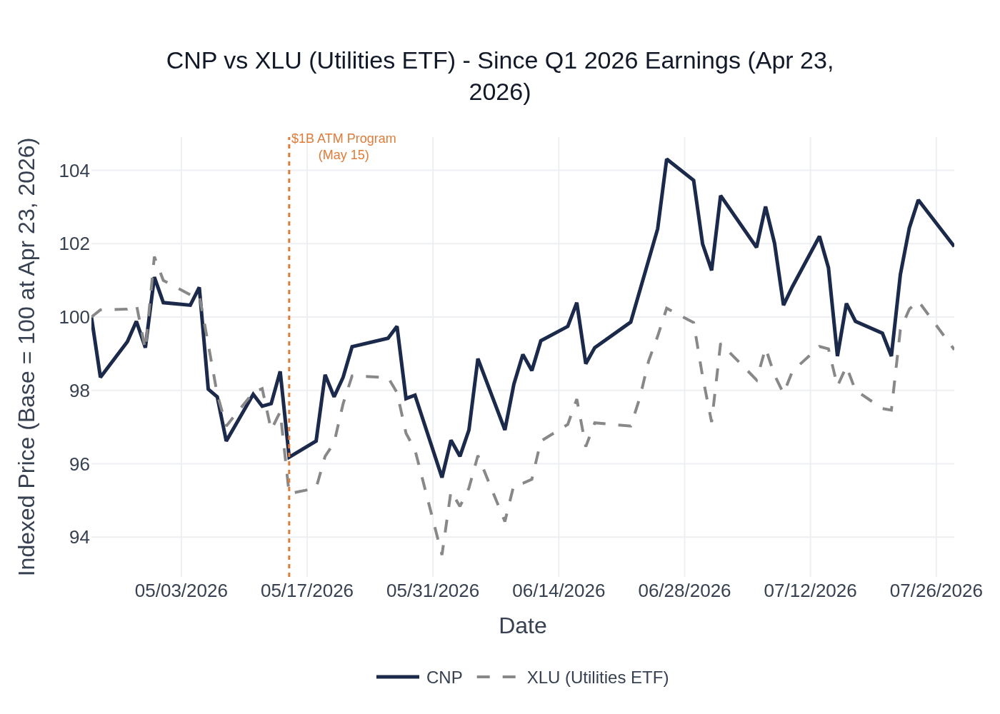 CNP vs XLU (Utilities ETF) - Since Q1 2026 Earnings (Apr 23,
2026)
$1B ATM Program
(May 15)
Indexed Price (Base = 100 at Apr 23, 2026)
104
102
100
98
96
94
05/03/2026
05/17/2026
05/31/2026
06/14/2026
06/28/2026
07/12/2026
07/26/2026
Date
CNP
XLU (Utilities ETF)